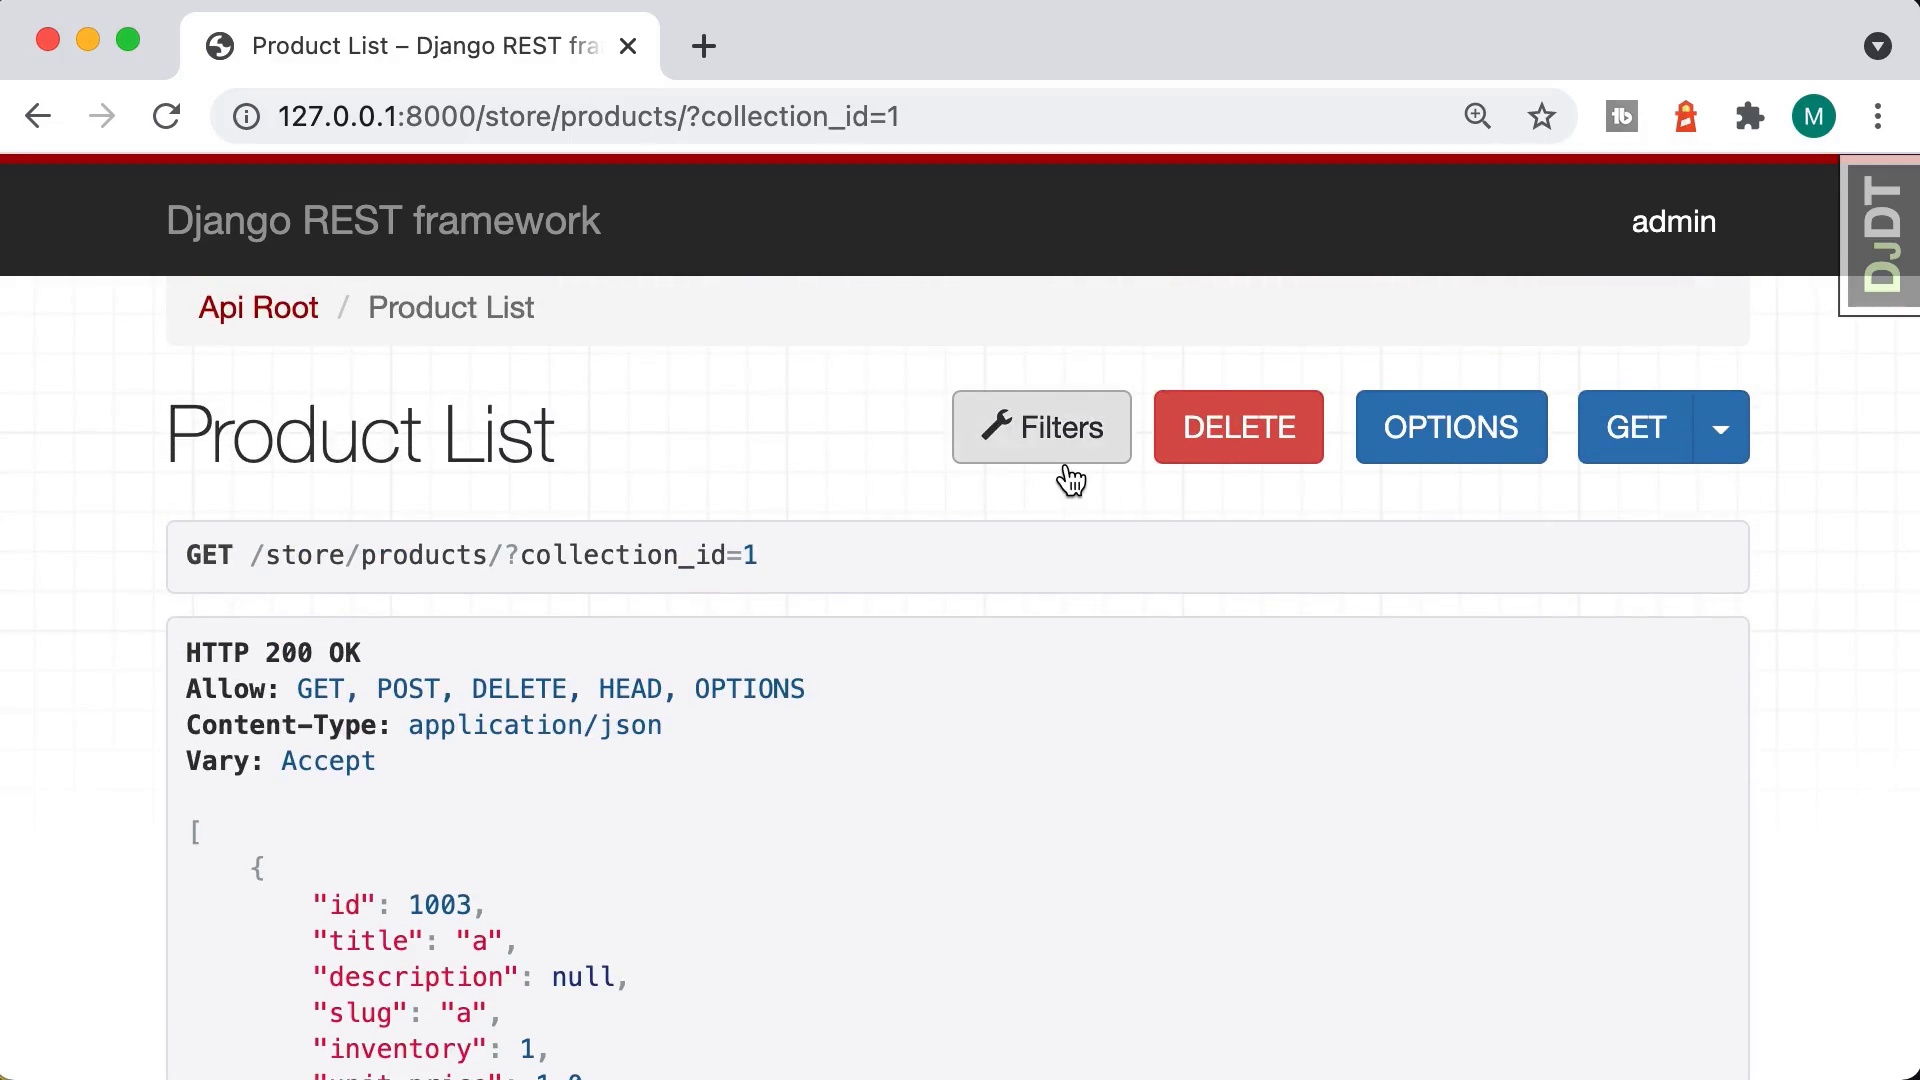 Product List – Django REST fra
127.0.0.1:8000/store/products/?collection_id=1
M
Django REST framework
admin
DJDT
Api Root / Product List
Product List
Filters
DELETE
OPTIONS
GET
GET /store/products/?collection_id=1
HTTP 200 OK
Allow: GET, POST, DELETE, HEAD, OPTIONS
Content-Type: application/json
Vary: Accept
[
{
"id": 1003,
"title": "a",
"description": null,
"slug": "a",
"inventory": 1,